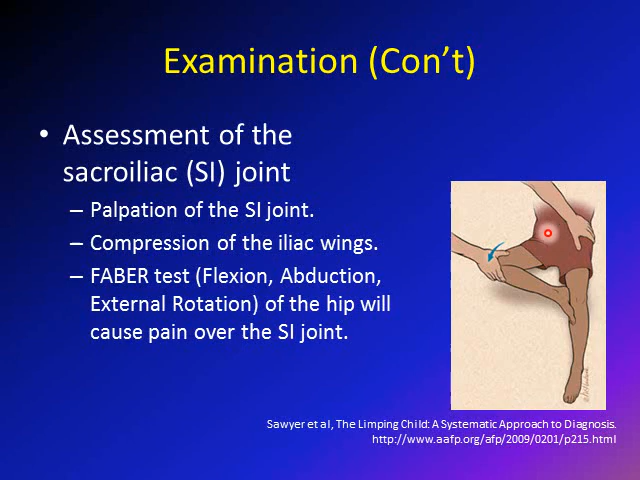 Examination (Con’t)
• Assessment of the
sacroiliac (SI) joint
– Palpation of the SI joint.
– Compression of the iliac wings.
– FABER test (Flexion, Abduction,
External Rotation) of the hip will
cause pain over the SI joint.
Sawyer et al, The Limping Child: A Systematic Approach to Diagnosis.
http://www.aafp.org/afp/2009/0201/p215.html